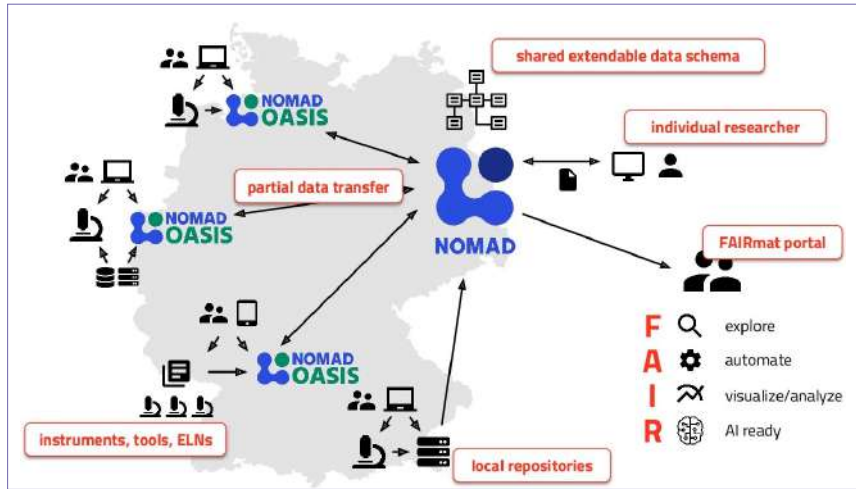 shared extendable data schema
NOMAD
OASIS
individual researcher
partial data transfer
NOMAD
OASIS
NOMAD
FAIRmat portal
F explore
A automate
I visualize/analyze
R AI ready
NOMAD
OASIS
instruments, tools, ELNs
local repositories